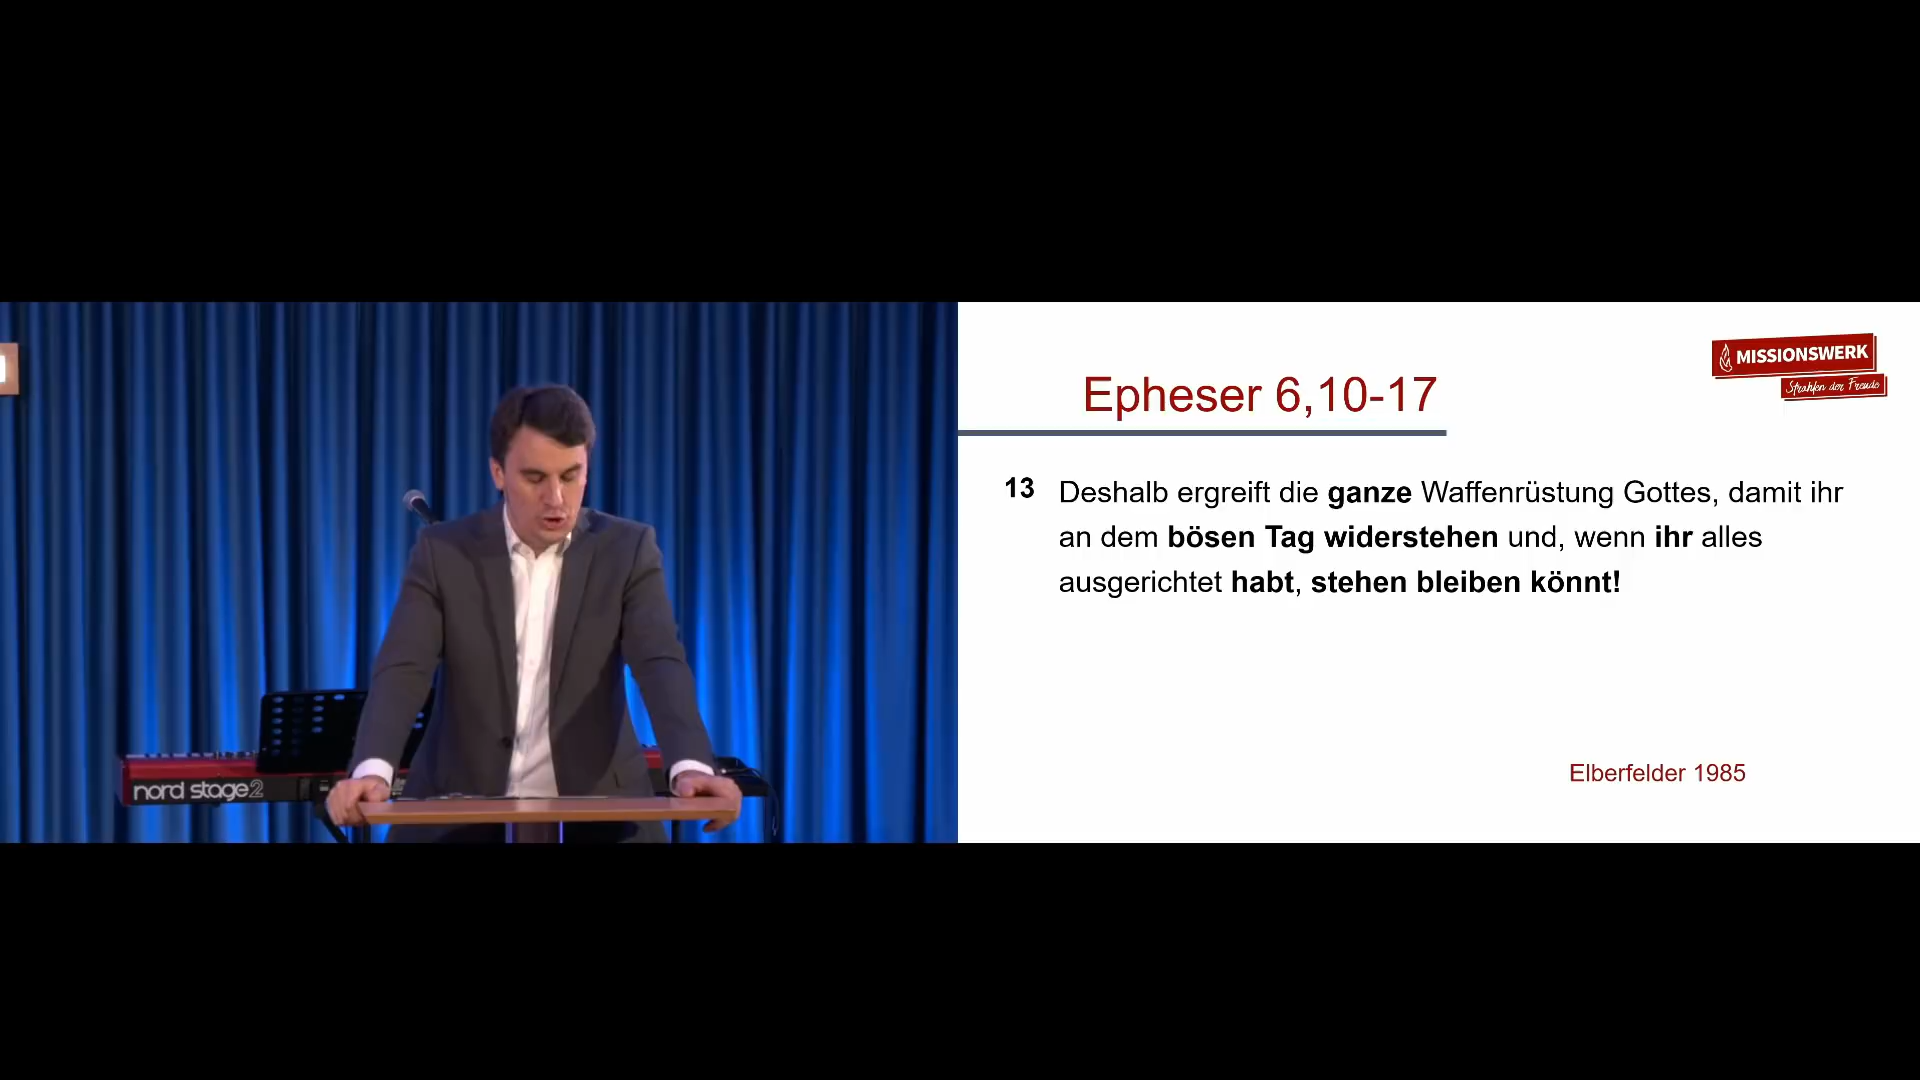 MISSIONSWERK
Strahlen der Freude
Epheser 6,10-17
13 Deshalb ergreift die ganze Waffenrüstung Gottes, damit ihr
an dem bösen Tag widerstehen und, wenn ihr alles
ausgerichtet habt, stehen bleiben könnt!
Elberfelder 1985
nord stage2